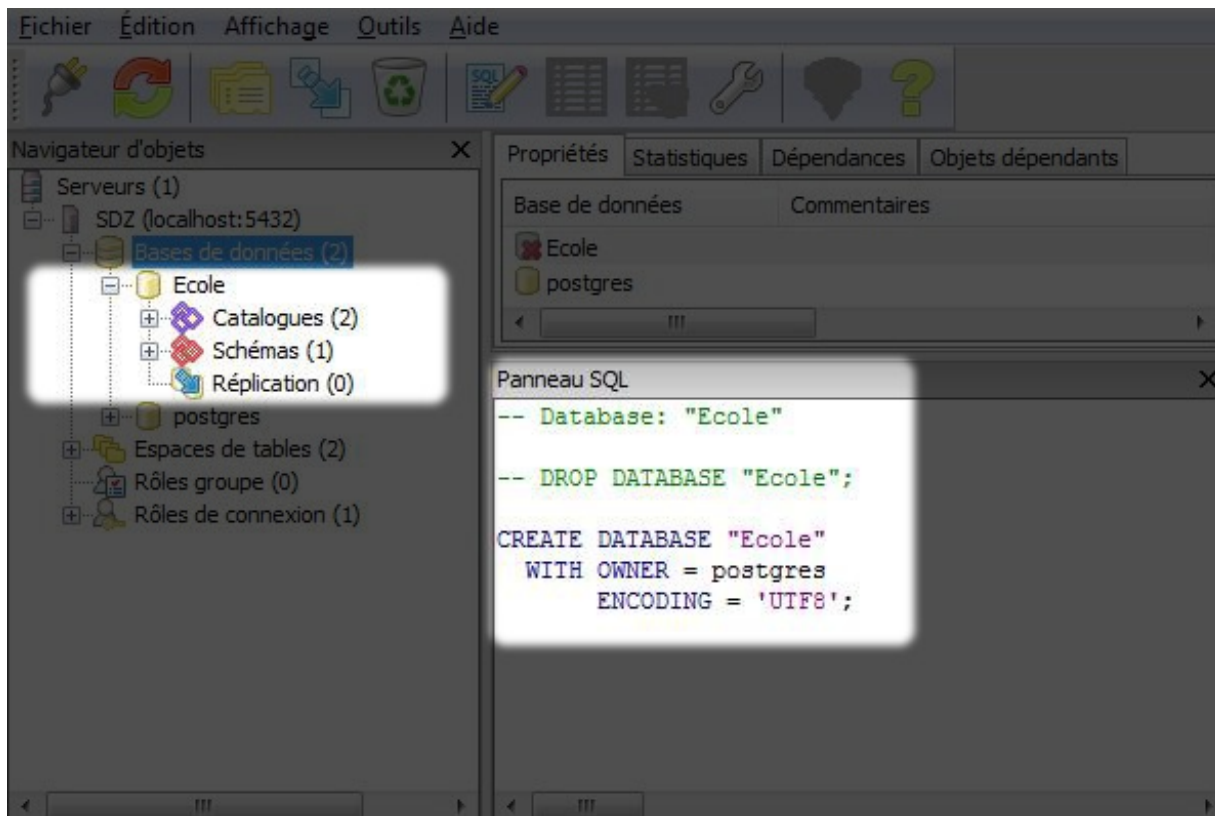 Fichier Édition Affichage Outils Aide
SQL
Navigateur d'objets
Serveurs (1)
SDZ (localhost:5432)
Bases de données (2)
Ecole
Catalogues (2)
Schémas (1)
Réplication (0)
postgres
Espaces de tables (2)
Rôles groupe (0)
Rôles de connexion (1)
Propriétés Statistiques Dépendances Objets dépendants
Base de données Commentaires
Ecole
postgres
Panneau SQL
-- Database: "Ecole"
-- DROP DATABASE "Ecole";
CREATE DATABASE "Ecole"
WITH OWNER = postgres
ENCODING = 'UTF8';